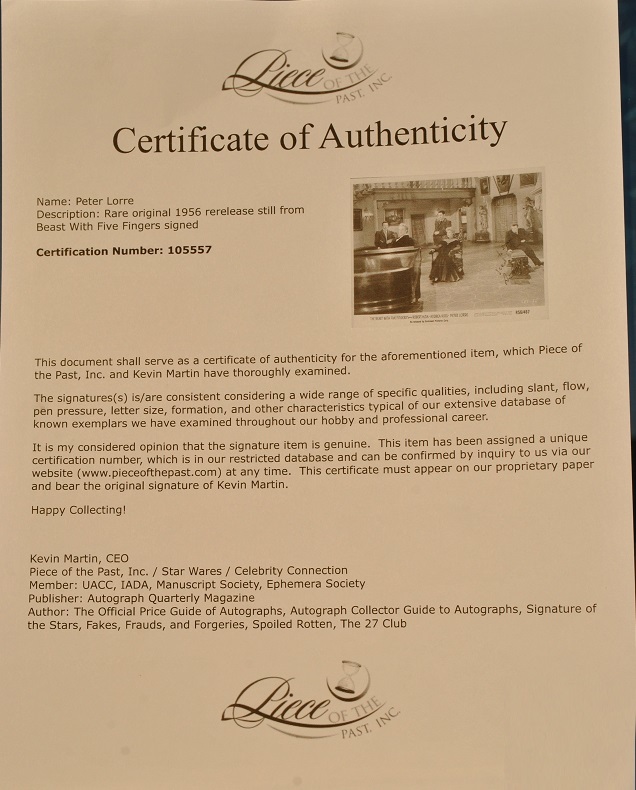 Piece
OF THE
PAST, INC.
Certificate of Authenticity
Name: Peter Lorre
Description: Rare original 1956 rerelease still from
Beast With Five Fingers signed
Certification Number: 105557
This document shall serve as a certificate of authenticity for the aforementioned item, which Piece of
the Past, Inc. and Kevin Martin have thoroughly examined.
The signatures(s) is/are consistent considering a wide range of specific qualities, including slant, flow,
pen pressure, letter size, formation, and other characteristics typical of our extensive database of
known exemplars we have examined throughout our hobby and professional career.
It is my considered opinion that the signature item is genuine.  This item has been assigned a unique
certification number, which is in our restricted database and can be confirmed by inquiry to us via our
website (www.pieceofthepast.com) at any time.  This certificate must appear on our proprietary paper
and bear the original signature of Kevin Martin.
Happy Collecting!
Kevin Martin, CEO
Piece of the Past, Inc. / Star Wares / Celebrity Connection
Member: UACC, IADA, Manuscript Society, Ephemera Society
Publisher: Autograph Quarterly Magazine
Author: The Official Price Guide of Autographs, Autograph Collector Guide to Autographs, Signature of
the Stars, Fakes, Frauds, and Forgeries, Spoiled Rotten, The 27 Club
Piece
OF THE
PAST, INC.